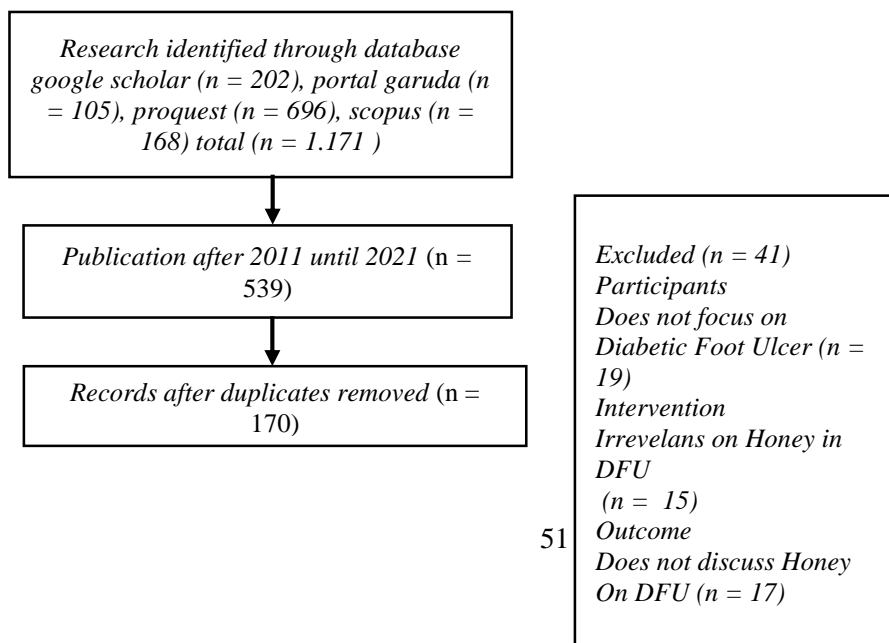 Research identified through database
google scholar (n = 202), portal garuda (n
= 105), proquest (n = 696), scopus (n =
168) total (n = 1.171 )
Publication after 2011 until 2021 (n =
539)
Records after duplicates removed (n =
170)
51
Excluded (n = 41)
Participants
Does not focus on
Diabetic Foot Ulcer (n =
19)
Intervention
Irrevelans on Honey in
DFU
(n = 15)
Outcome
Does not discuss Honey
On DFU (n = 17)